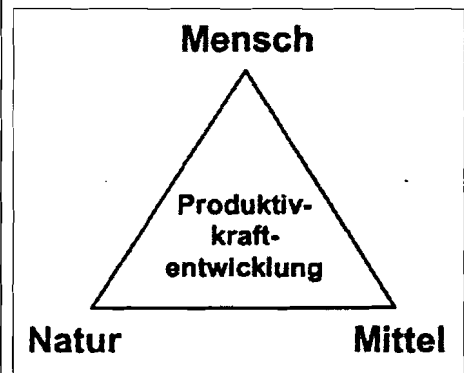 Mensch
Produktiv-
kraft-
entwicklung
Natur Mittel